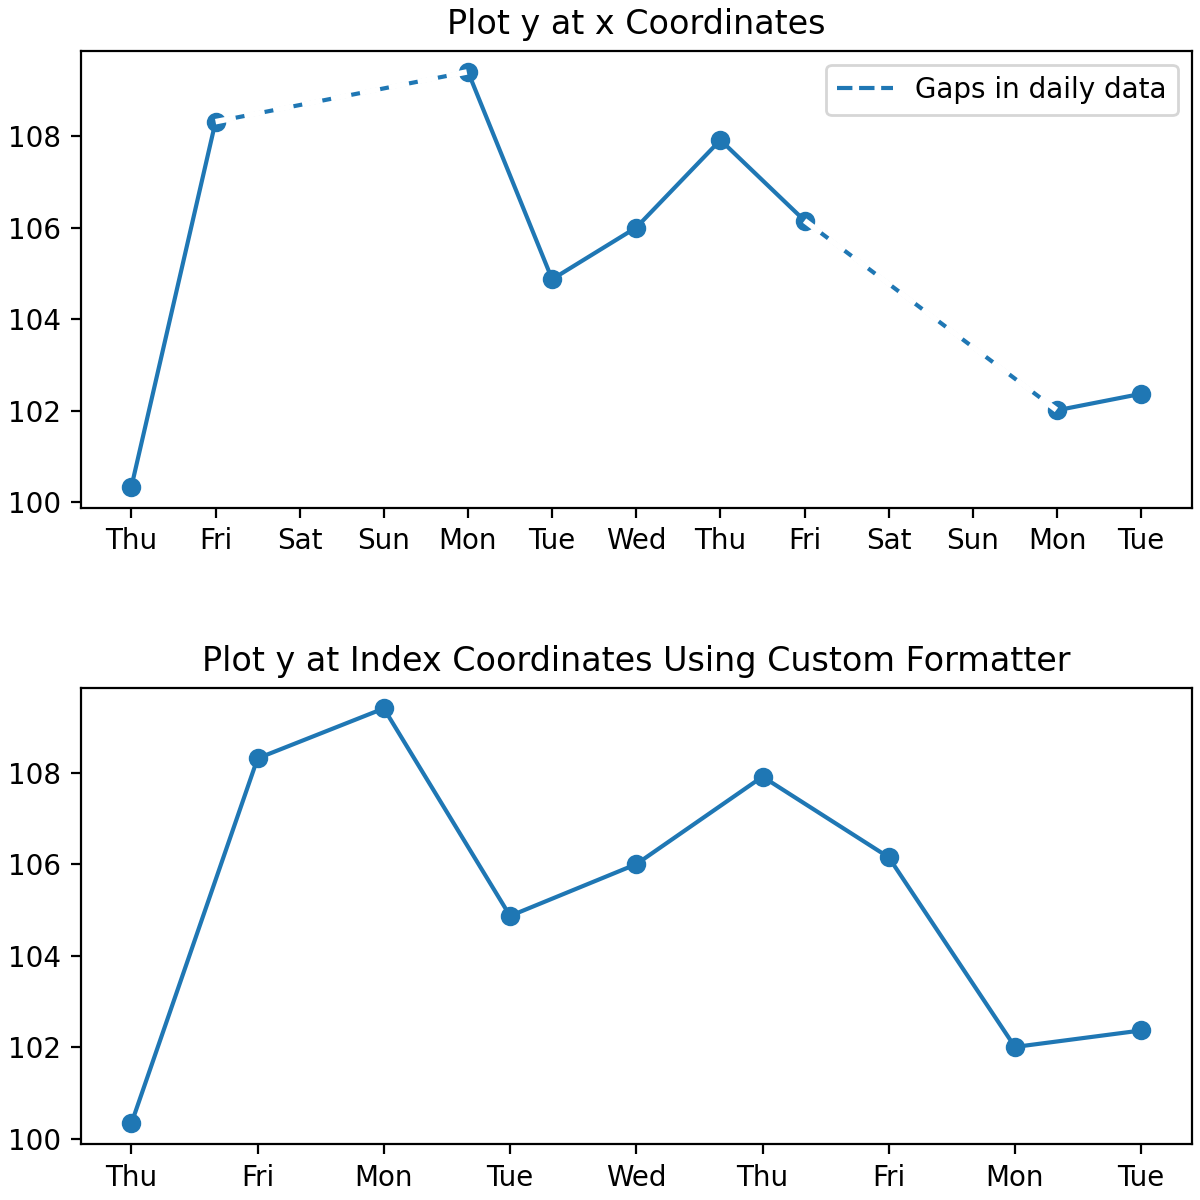 Plot y at x Coordinates
Gaps in daily data
108
106
104
102
100
Thu Fri Sat Sun Mon Tue Wed Thu Fri Sat Sun Mon Tue
Plot y at Index Coordinates Using Custom Formatter
108
106
104
102
100
Thu Fri Mon Tue Wed Thu Fri Mon Tue